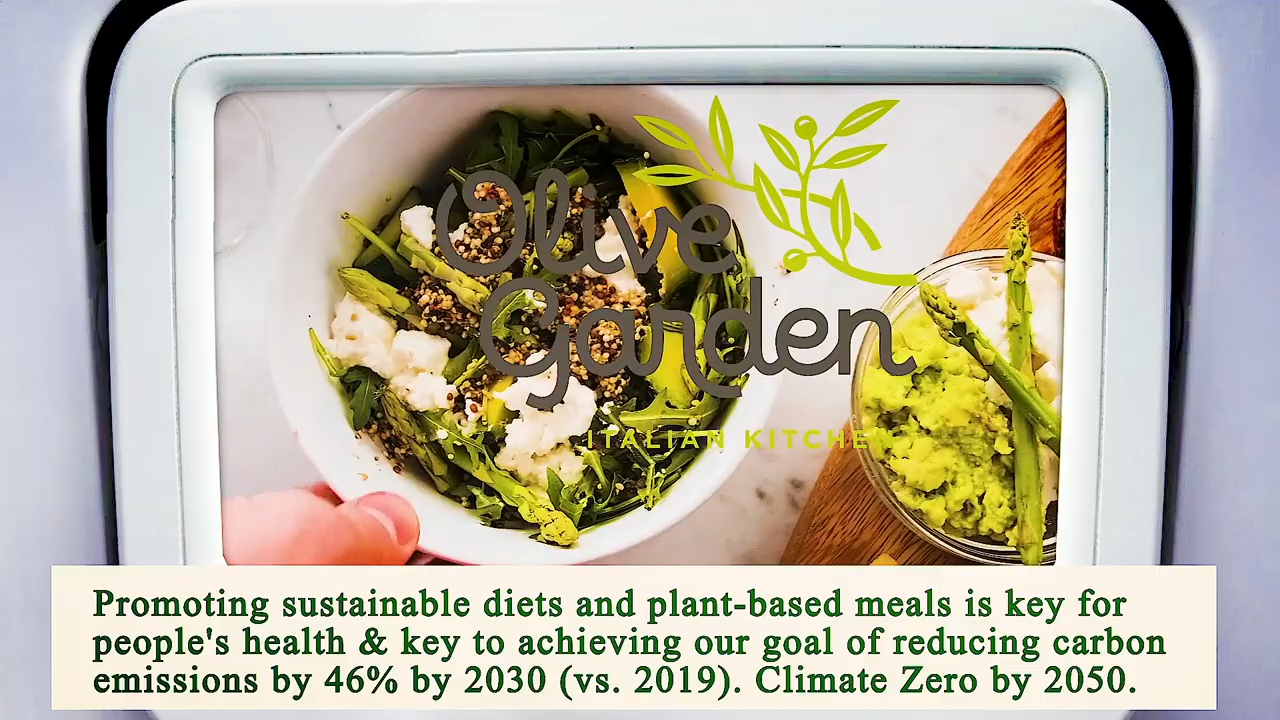 Olive
Garden
ITALIAN KITCHEN
Promoting sustainable diets and plant-based meals is key for
people's health & key to achieving our goal of reducing carbon
emissions by 46% by 2030 (vs. 2019). Climate Zero by 2050.